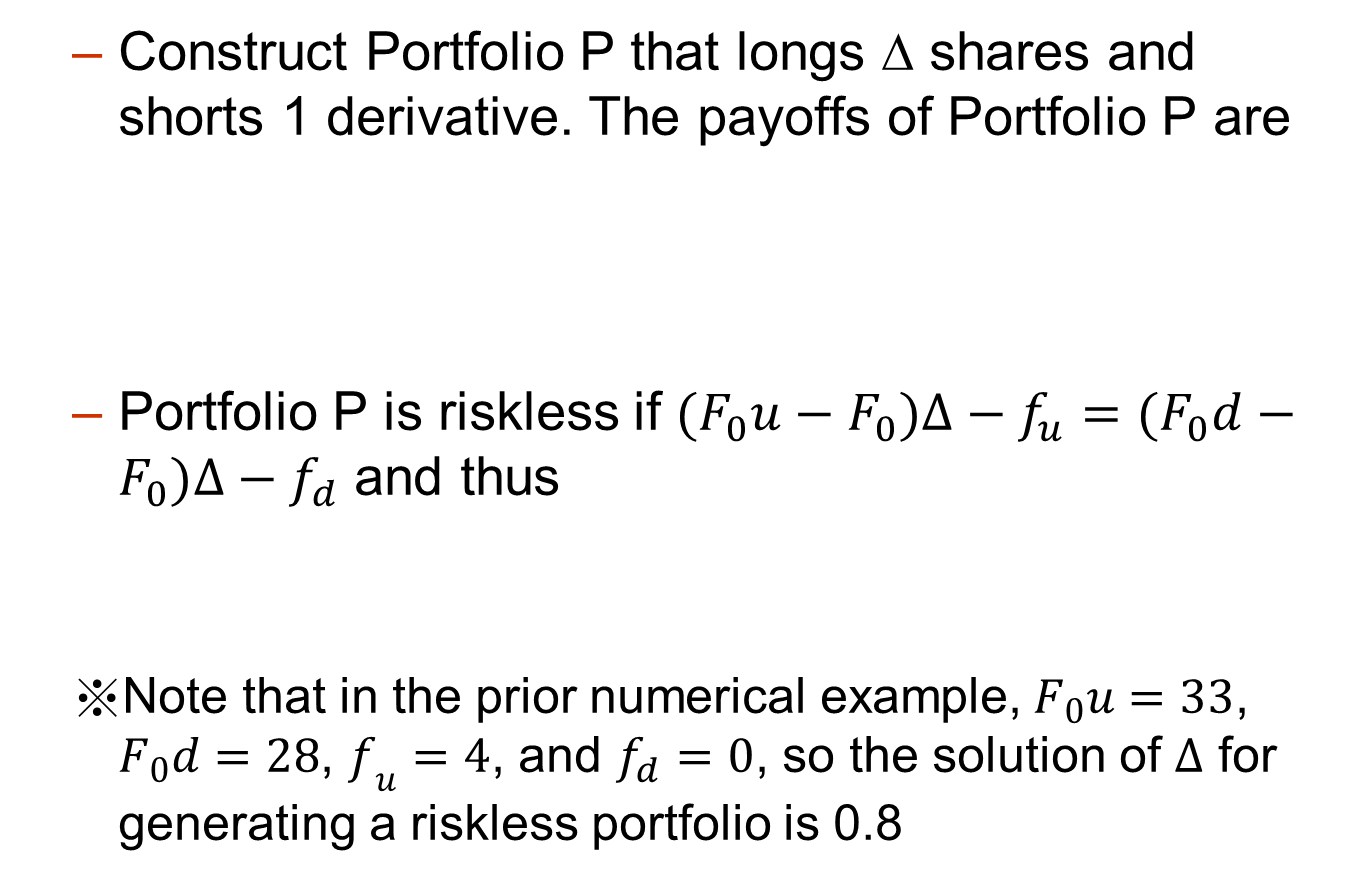 – Construct Portfolio P that longs Δ shares and
shorts 1 derivative. The payoffs of Portfolio P are
– Portfolio P is riskless if (F₀u − F₀)Δ − fᵤ = (F₀d −
F₀)Δ − f_d and thus
※Note that in the prior numerical example, F₀u = 33,
F₀d = 28, fᵤ = 4, and f_d = 0, so the solution of Δ for
generating a riskless portfolio is 0.8